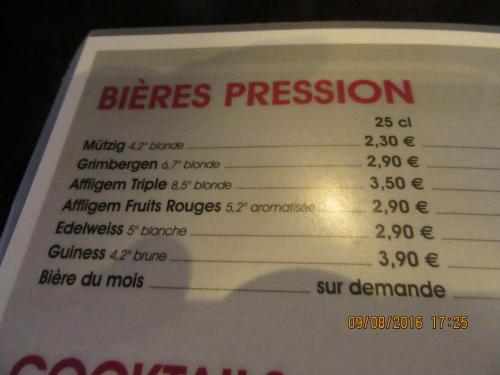 BIÈRES PRESSION
25 cl
Mützig 4,2° blonde 2,30 €
Grimbergen 6,7° blonde 2,90 €
Affligem Triple 8,5° blonde 3,50 €
Affligem Fruits Rouges 5,2° aromatisée 2,90 €
Edelweiss 5° blanche 2,90 €
Guiness 4,2° brune 3,90 €
Bière du mois sur demande
09/08/2016 17:25